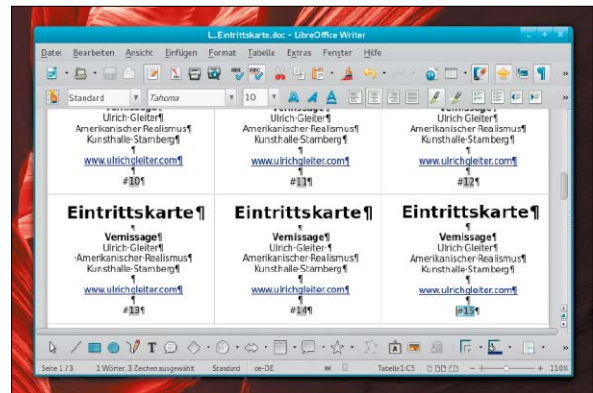 L_Eintrittskarte.doc - LibreOffice Writer
Datei Bearbeiten Ansicht Einfügen Format Tabelle Extras Fenster Hilfe
Standard Tahoma 10
Vernissage¶ Vernissage¶ Vernissage¶
Ulrich·Gleiter¶ Ulrich·Gleiter¶ Ulrich·Gleiter¶
Amerikanischer·Realismus¶ Amerikanischer·Realismus¶ Amerikanischer·Realismus¶
Kunsthalle·Stamberg¶ Kunsthalle·Stamberg¶ Kunsthalle·Stamberg¶
¶ ¶ ¶
www.ulrichgleiter.com¶ www.ulrichgleiter.com¶ www.ulrichgleiter.com¶
¶ ¶ ¶
#10¶ #11¶ #12¶
Eintrittskarte¶ Eintrittskarte¶ Eintrittskarte¶
¶ ¶ ¶
Vernissage¶ Vernissage¶ Vernissage¶
Ulrich·Gleiter¶ Ulrich·Gleiter¶ Ulrich·Gleiter¶
·Amerikanischer·Realismus¶ Amerikanischer·Realismus¶ Amerikanischer·Realismus¶
Kunsthalle·Stamberg¶ Kunsthalle·Stamberg¶ Kunsthalle·Stamberg¶
¶ ¶ ¶
www.ulrichgleiter.com¶ www.ulrichgleiter.com¶ www.ulrichgleiter.com¶
¶ ¶ ¶
#13¶ #14¶ #15¶
Seite 1 / 3 1 Wörter, 3 Zeichen ausgewählt Standard de-DE Tabelle1:C5 110%